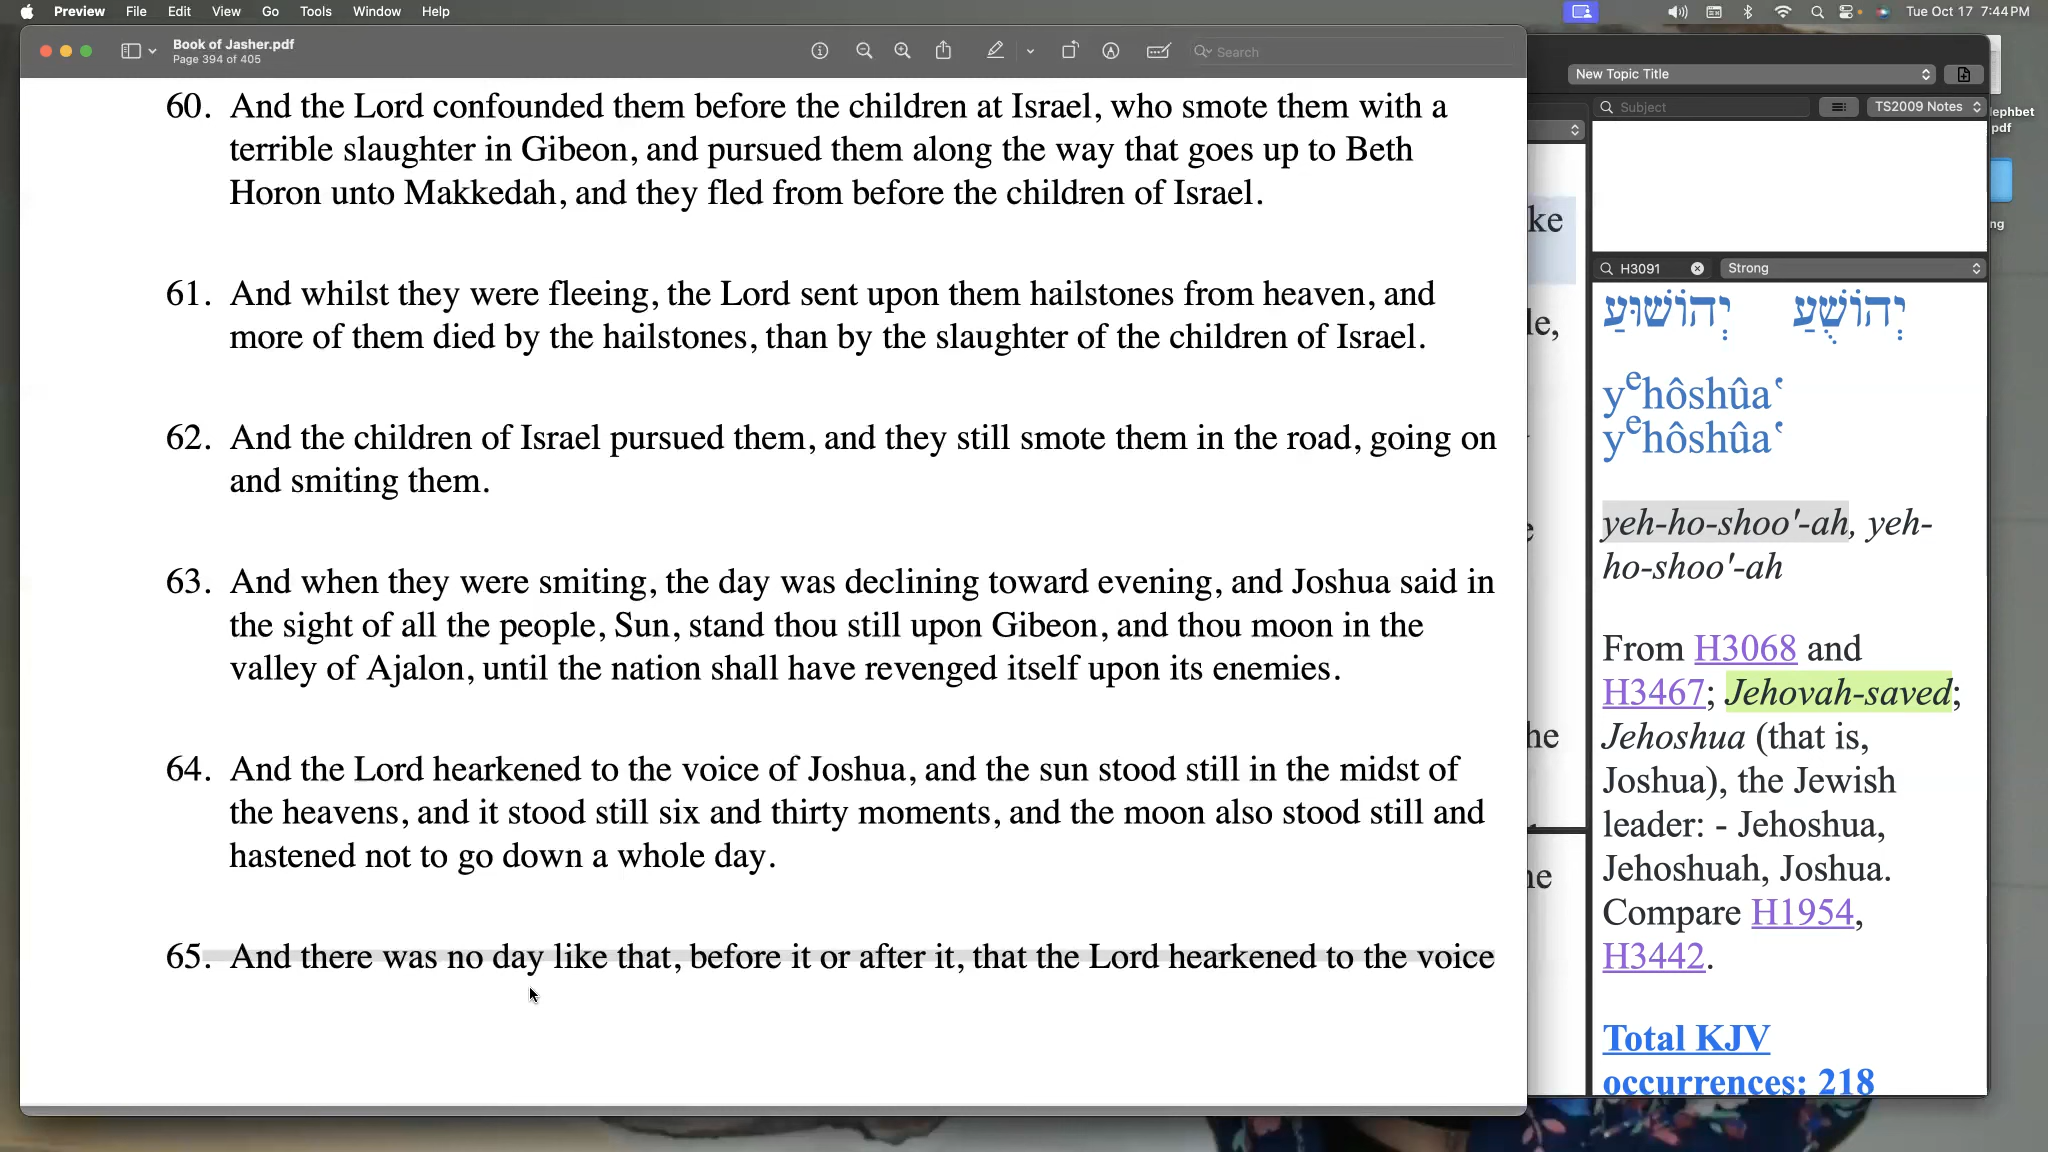 Preview File Edit View Go Tools Window Help
Tue Oct 17 7:44 PM
Book of Jasher.pdf
Page 394 of 405
Search
60. And the Lord confounded them before the children at Israel, who smote them with a
terrible slaughter in Gibeon, and pursued them along the way that goes up to Beth
Horon unto Makkedah, and they fled from before the children of Israel.
61. And whilst they were fleeing, the Lord sent upon them hailstones from heaven, and
more of them died by the hailstones, than by the slaughter of the children of Israel.
62. And the children of Israel pursued them, and they still smote them in the road, going on
and smiting them.
63. And when they were smiting, the day was declining toward evening, and Joshua said in
the sight of all the people, Sun, stand thou still upon Gibeon, and thou moon in the
valley of Ajalon, until the nation shall have revenged itself upon its enemies.
64. And the Lord hearkened to the voice of Joshua, and the sun stood still in the midst of
the heavens, and it stood still six and thirty moments, and the moon also stood still and
hastened not to go down a whole day.
65. And there was no day like that, before it or after it, that the Lord hearkened to the voice
ke
le,
he
New Topic Title
Subject
TS2009 Notes
H3091
Strong
יְהוֹשׁוּעַ יְהוֹשֻׁעַ
yᵉhôshûaʿ
yᵉhôshûaʿ
yeh-ho-shoo'-ah, yeh-
ho-shoo'-ah
From H3068 and
H3467; Jehovah-saved;
Jehoshua (that is,
Joshua), the Jewish
leader: - Jehoshua,
Jehoshuah, Joshua.
Compare H1954,
H3442.
Total KJV
occurrences: 218
ephbet
pdf
ng